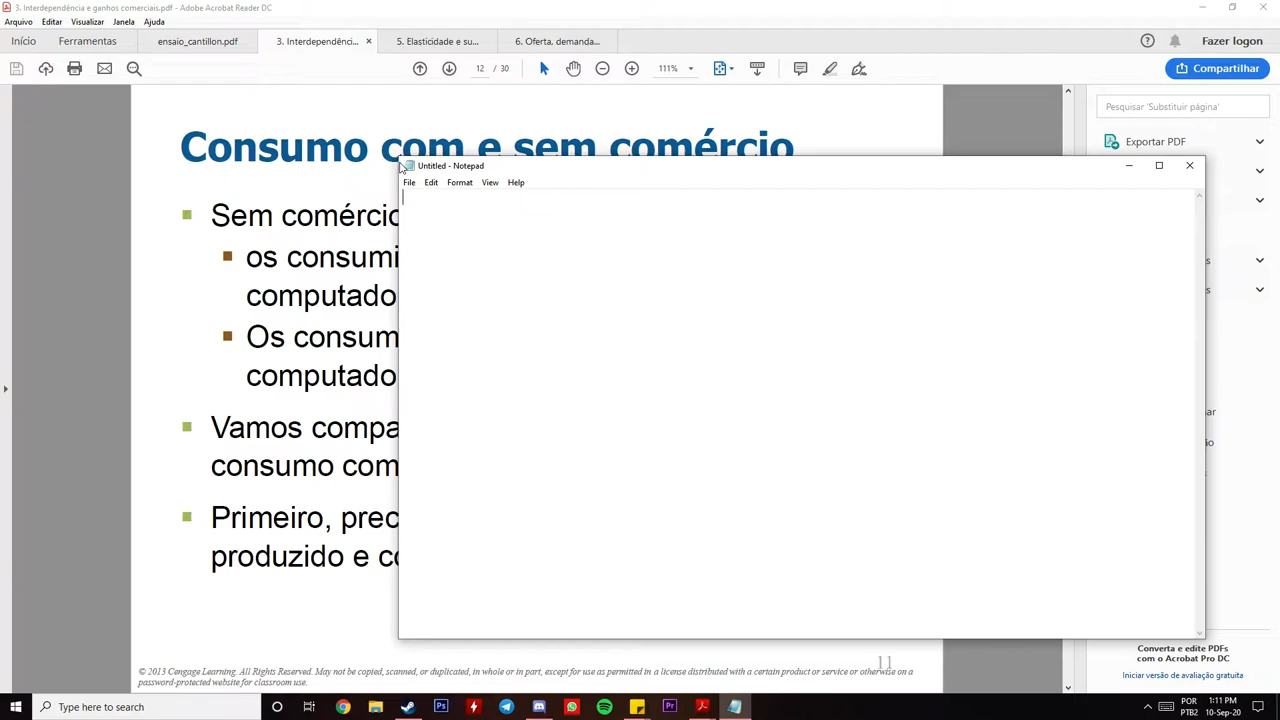 3. Interdependência e ganhos comerciais.pdf - Adobe Acrobat Reader DC
Arquivo Editar Visualizar Janela Ajuda
Início Ferramentas ensaio_cantillon.pdf 3. Interdependênci... × 5. Elasticidade e su... 6. Oferta, demanda... Fazer logon
12 / 30 111% Compartilhar
Consumo com e sem comércio
Sem comércio
os consumi
computado
Os consum
computado
Vamos compa
consumo com
Primeiro, prec
produzido e co
Untitled - Notepad
File Edit Format View Help
Pesquisar 'Substituir página'
Exportar PDF
Converta e edite PDFs
com o Acrobat Pro DC
Iniciar versão de avaliação gratuita
11
© 2013 Cengage Learning. All Rights Reserved. May not be copied, scanned, or duplicated, in whole or in part, except for use as permitted in a license distributed with a certain product or service or otherwise on a
password-protected website for classroom use.
Type here to search
POR
PTB2
1:11 PM
10-Sep-20